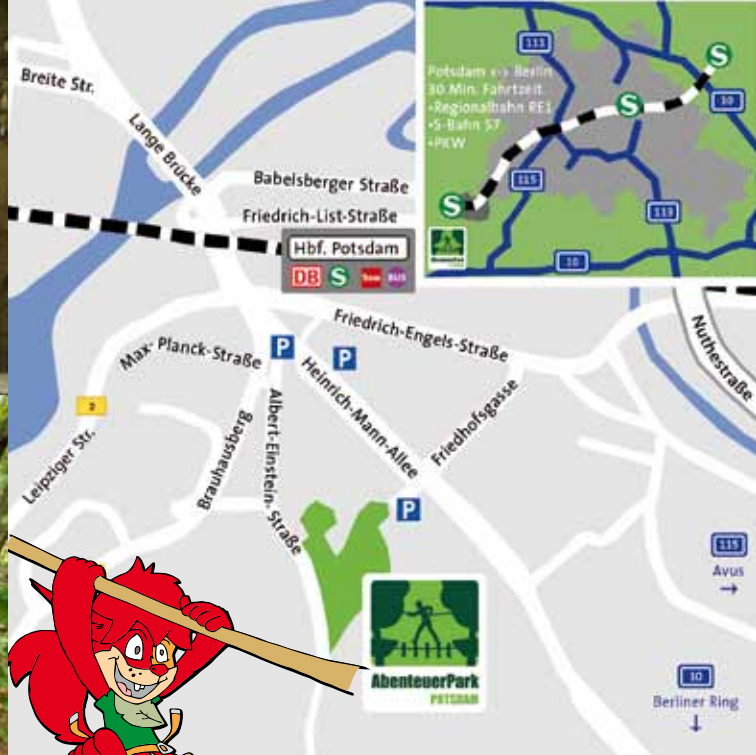 Breite Str.
Lange Brücke
Babelsberger Straße
Friedrich-List-Straße
Hbf. Potsdam
DB S Tram BUS
Potsdam <-> Berlin
30 Min. Fahrtzeit
•Regionalbahn RE1
•S-Bahn S7
•PKW
111
S
S
10
115
S
113
10
AbenteuerPark
POTSDAM
Friedrich-Engels-Straße
Nuthestraße
Max-Planck-Straße
P
P
Heinrich-Mann-Allee
Friedhofsgasse
2
Leipziger Str.
Brauhausberg
Albert-Einstein-Straße
P
115
Avus
→
AbenteuerPark
POTSDAM
10
Berliner Ring
↓